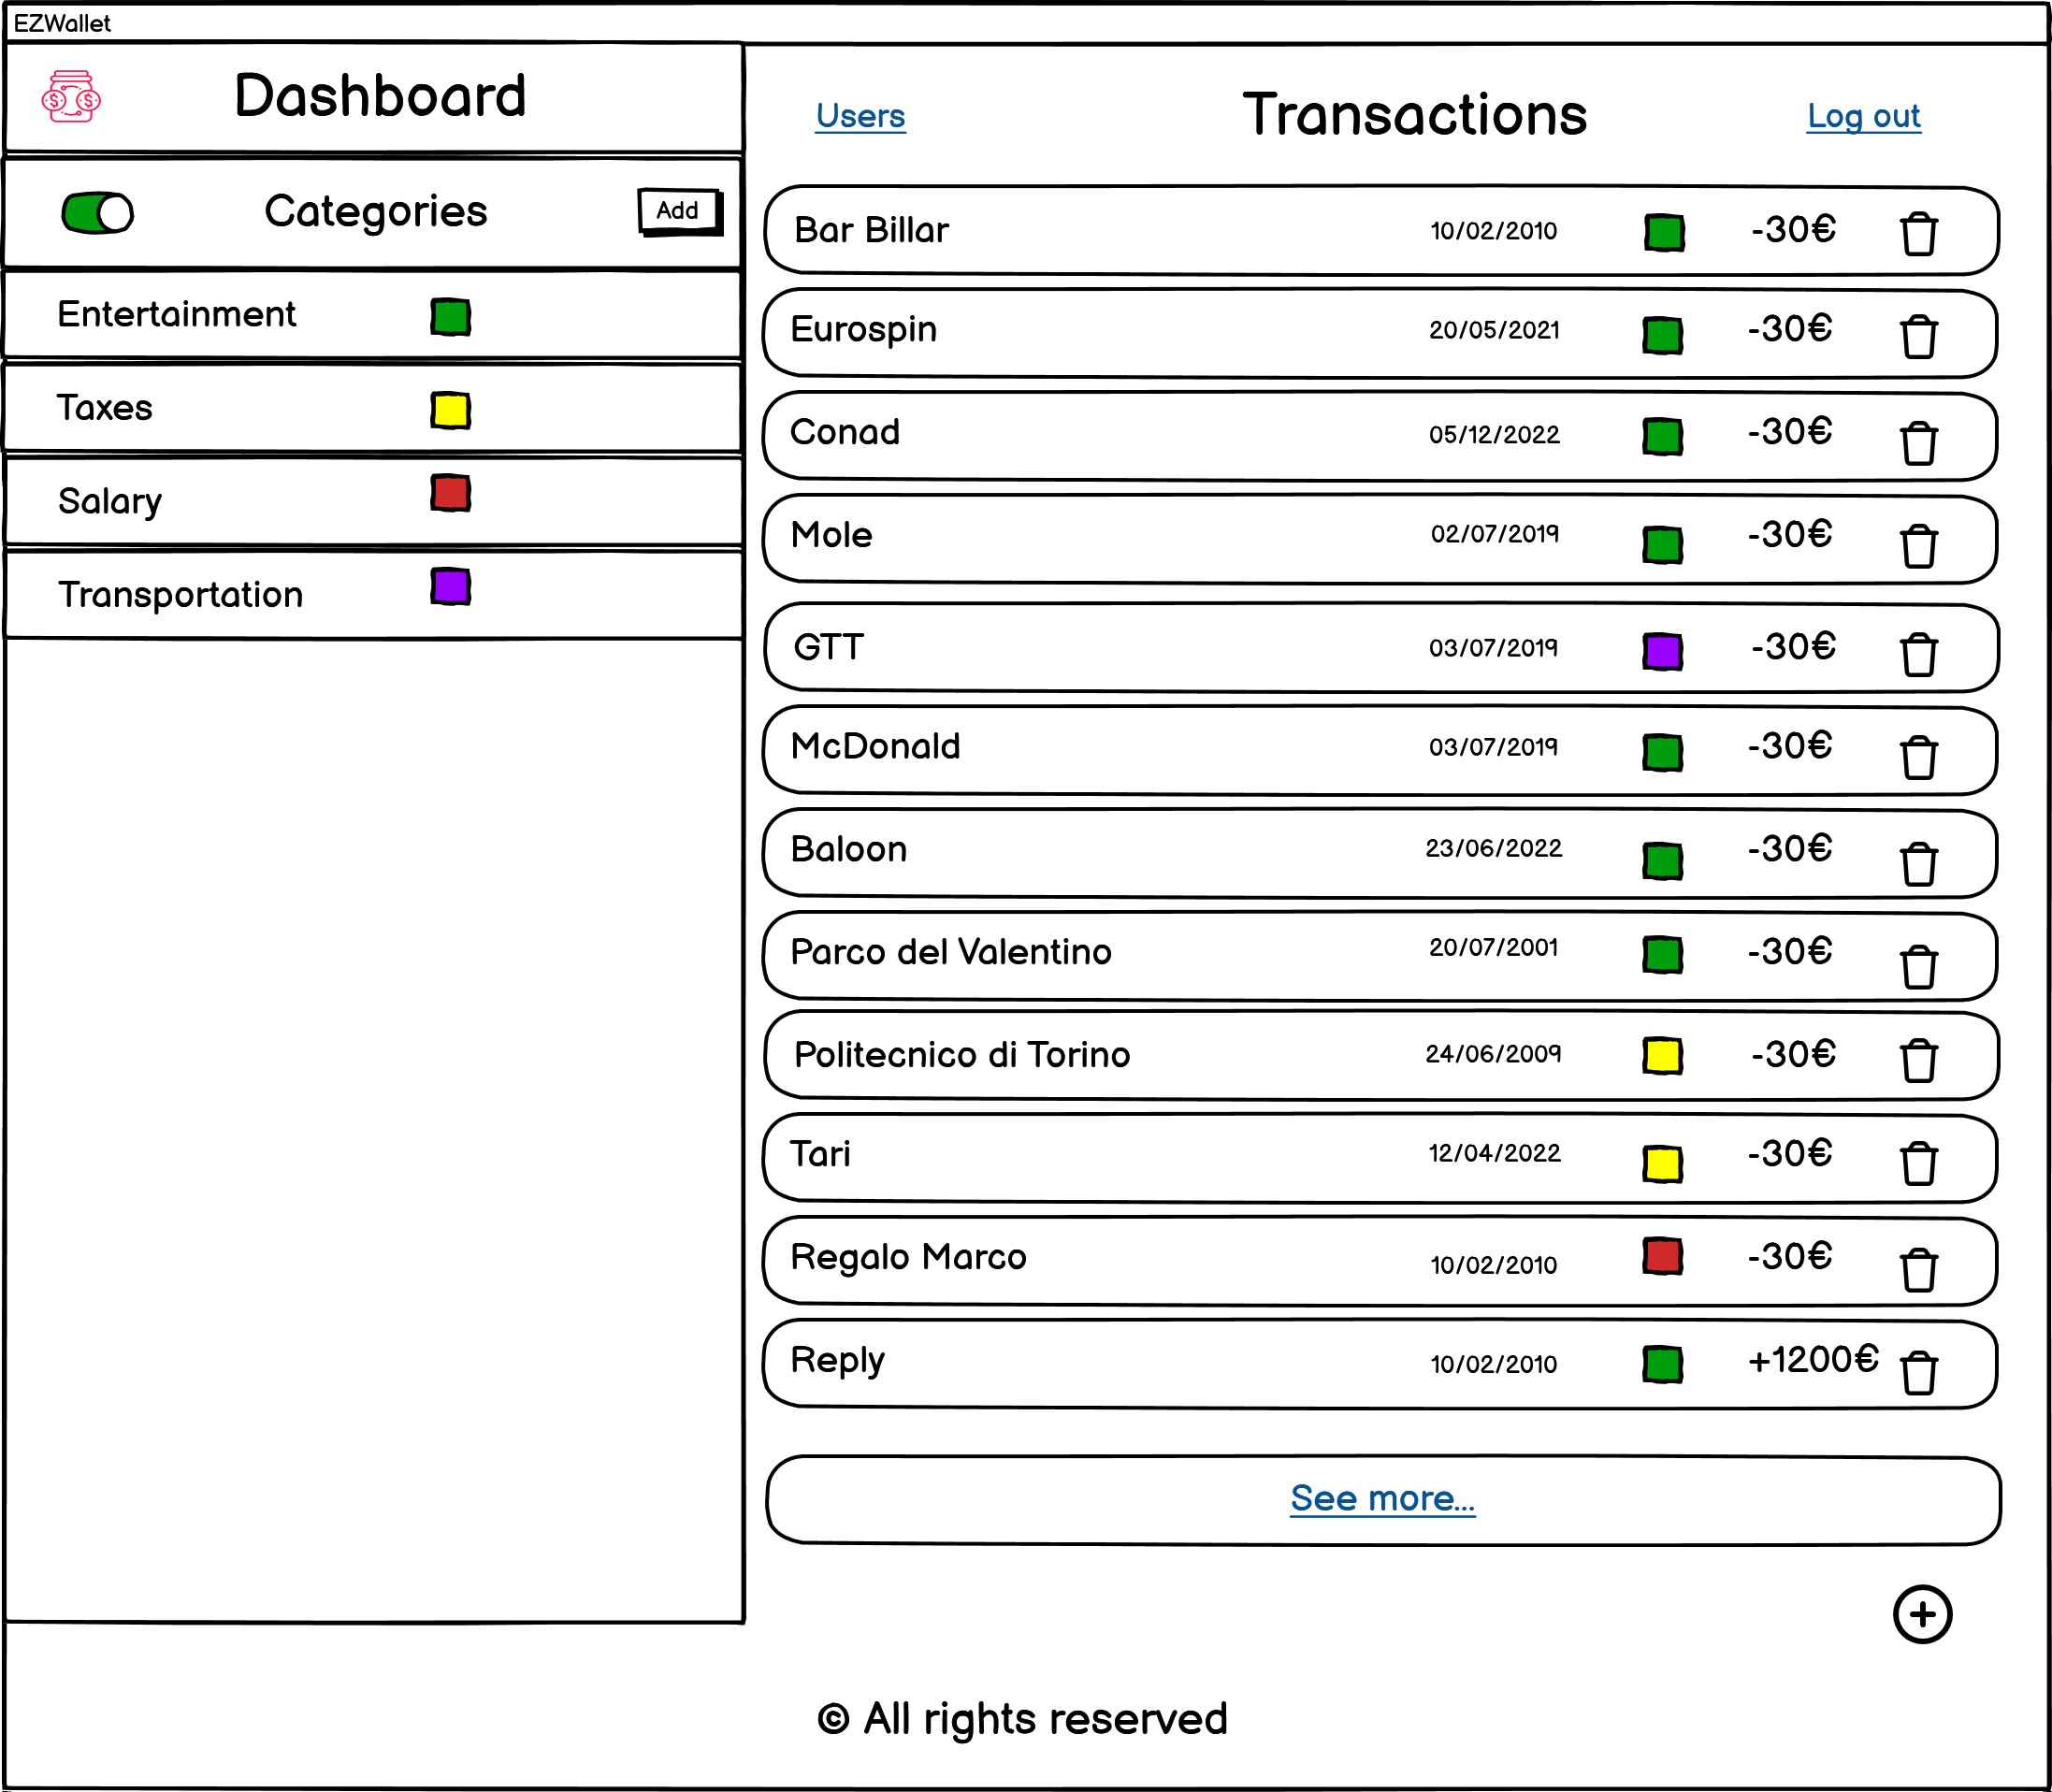 EZWallet
Dashboard
Categories
Add
Entertainment
Taxes
Salary
Transportation
Users
Transactions
Log out
Bar Billar 10/02/2010 -30€
Eurospin 20/05/2021 -30€
Conad 05/12/2022 -30€
Mole 02/07/2019 -30€
GTT 03/07/2019 -30€
McDonald 03/07/2019 -30€
Baloon 23/06/2022 -30€
Parco del Valentino 20/07/2001 -30€
Politecnico di Torino 24/06/2009 -30€
Tari 12/04/2022 -30€
Regalo Marco 10/02/2010 -30€
Reply 10/02/2010 +1200€
See more...
© All rights reserved